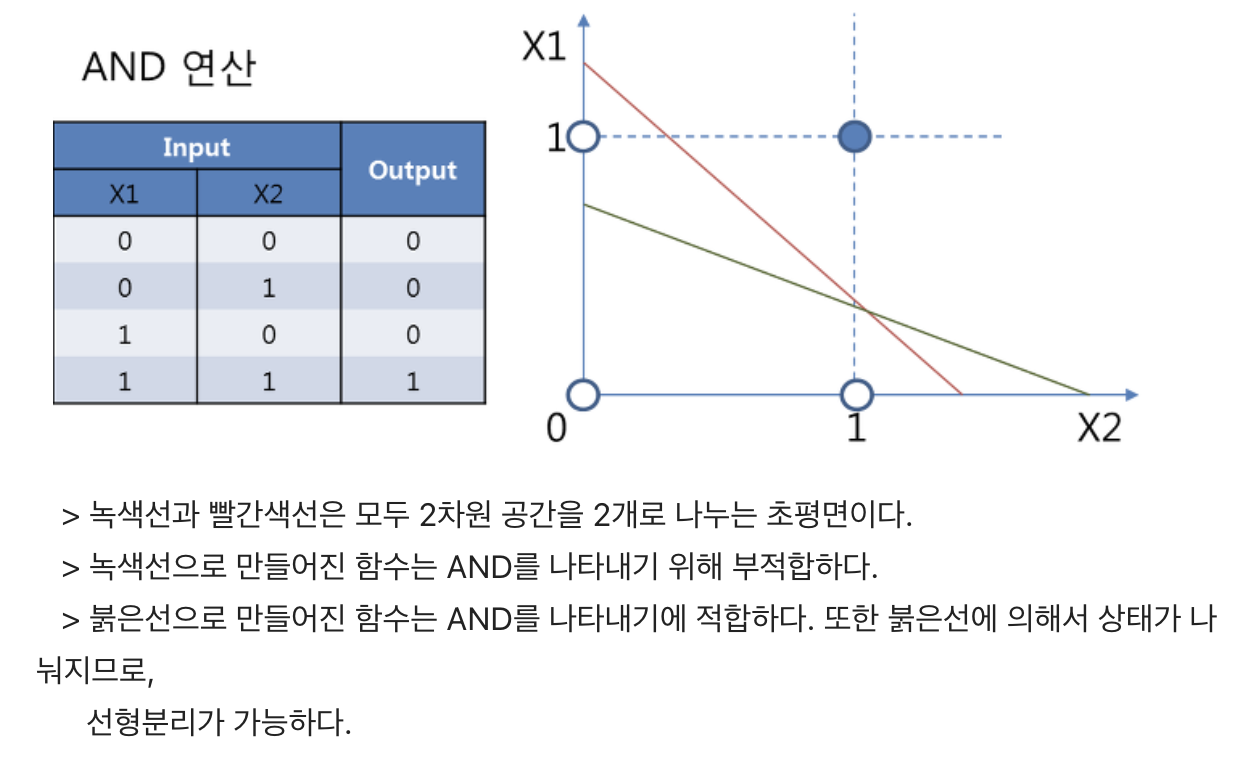 AND 연산
Input Output
X1 X2
0 0 0
0 1 0
1 0 0
1 1 1
X1
1
0 1 X2
> 녹색선과 빨간색선은 모두 2차원 공간을 2개로 나누는 초평면이다.
> 녹색선으로 만들어진 함수는 AND를 나타내기 위해 부적합하다.
> 붉은선으로 만들어진 함수는 AND를 나타내기에 적합하다. 또한 붉은선에 의해서 상태가 나
눠지므로,
선형분리가 가능하다.